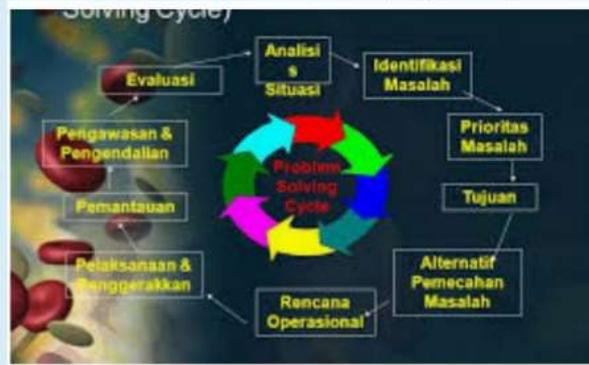 Solving Cycle)
Analisi
s
Situasi
Identifikasi
Masalah
Prioritas
Masalah
Tujuan
Alternatif
Pemecahan
Masalah
Rencana
Operasional
Pelaksanaan &
Penggerakkan
Pemantauan
Pengawasan &
Pengendalian
Evaluasi
Problem
Solving
Cycle